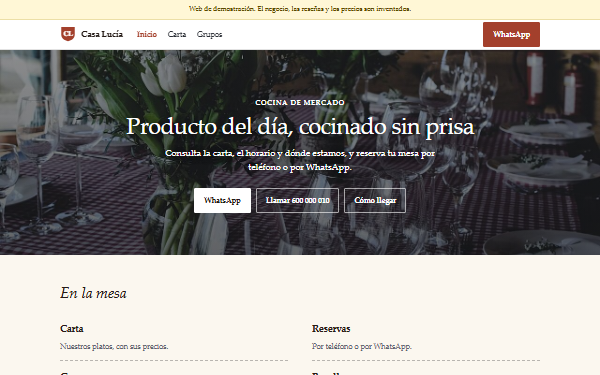 Web de demostración. El negocio, las reseñas y los precios son inventados.
CL Casa Lucía Inicio Carta Grupos WhatsApp
COCINA DE MERCADO
Producto del día, cocinado sin prisa
Consulta la carta, el horario y dónde estamos, y reserva tu mesa por
teléfono o por WhatsApp.
WhatsApp Llamar 600 000 010 Cómo llegar
En la mesa
Carta Reservas
Nuestros platos, con sus precios. Por teléfono o por WhatsApp.